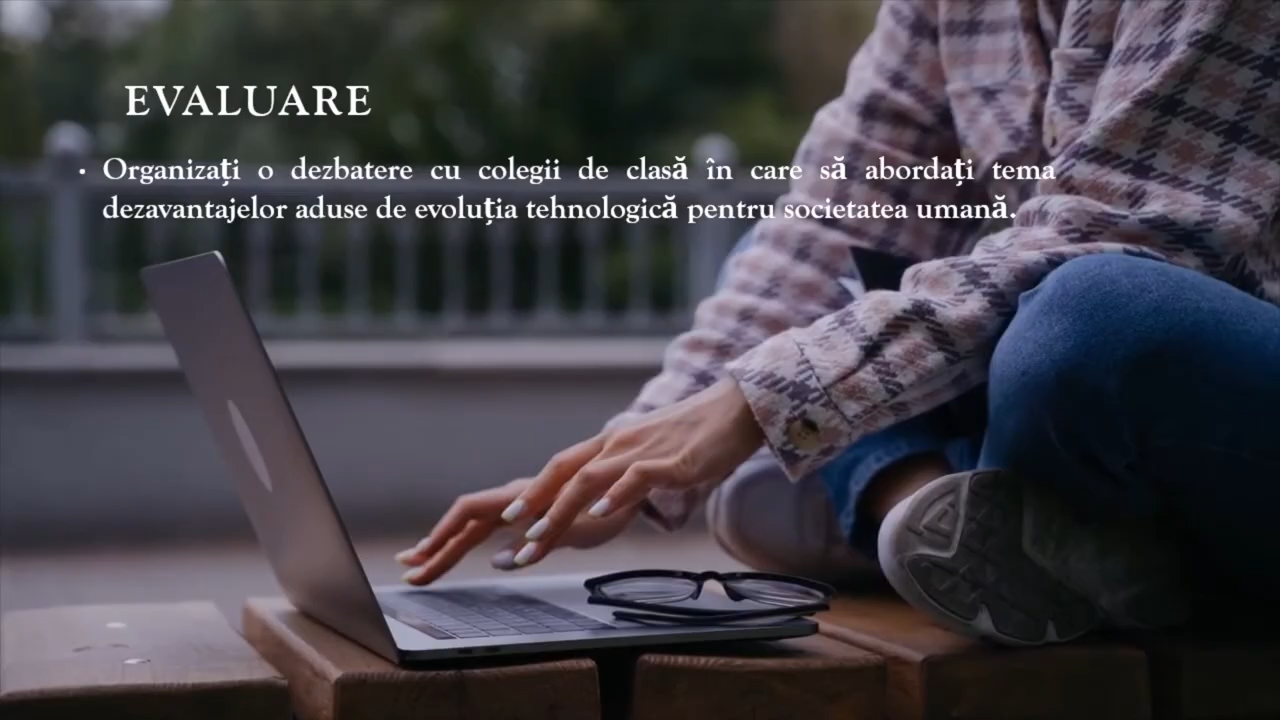 EVALUARE
• Organizați o dezbatere cu colegii de clasă în care să abordați tema
dezavantajelor aduse de evoluția tehnologică pentru societatea umană.